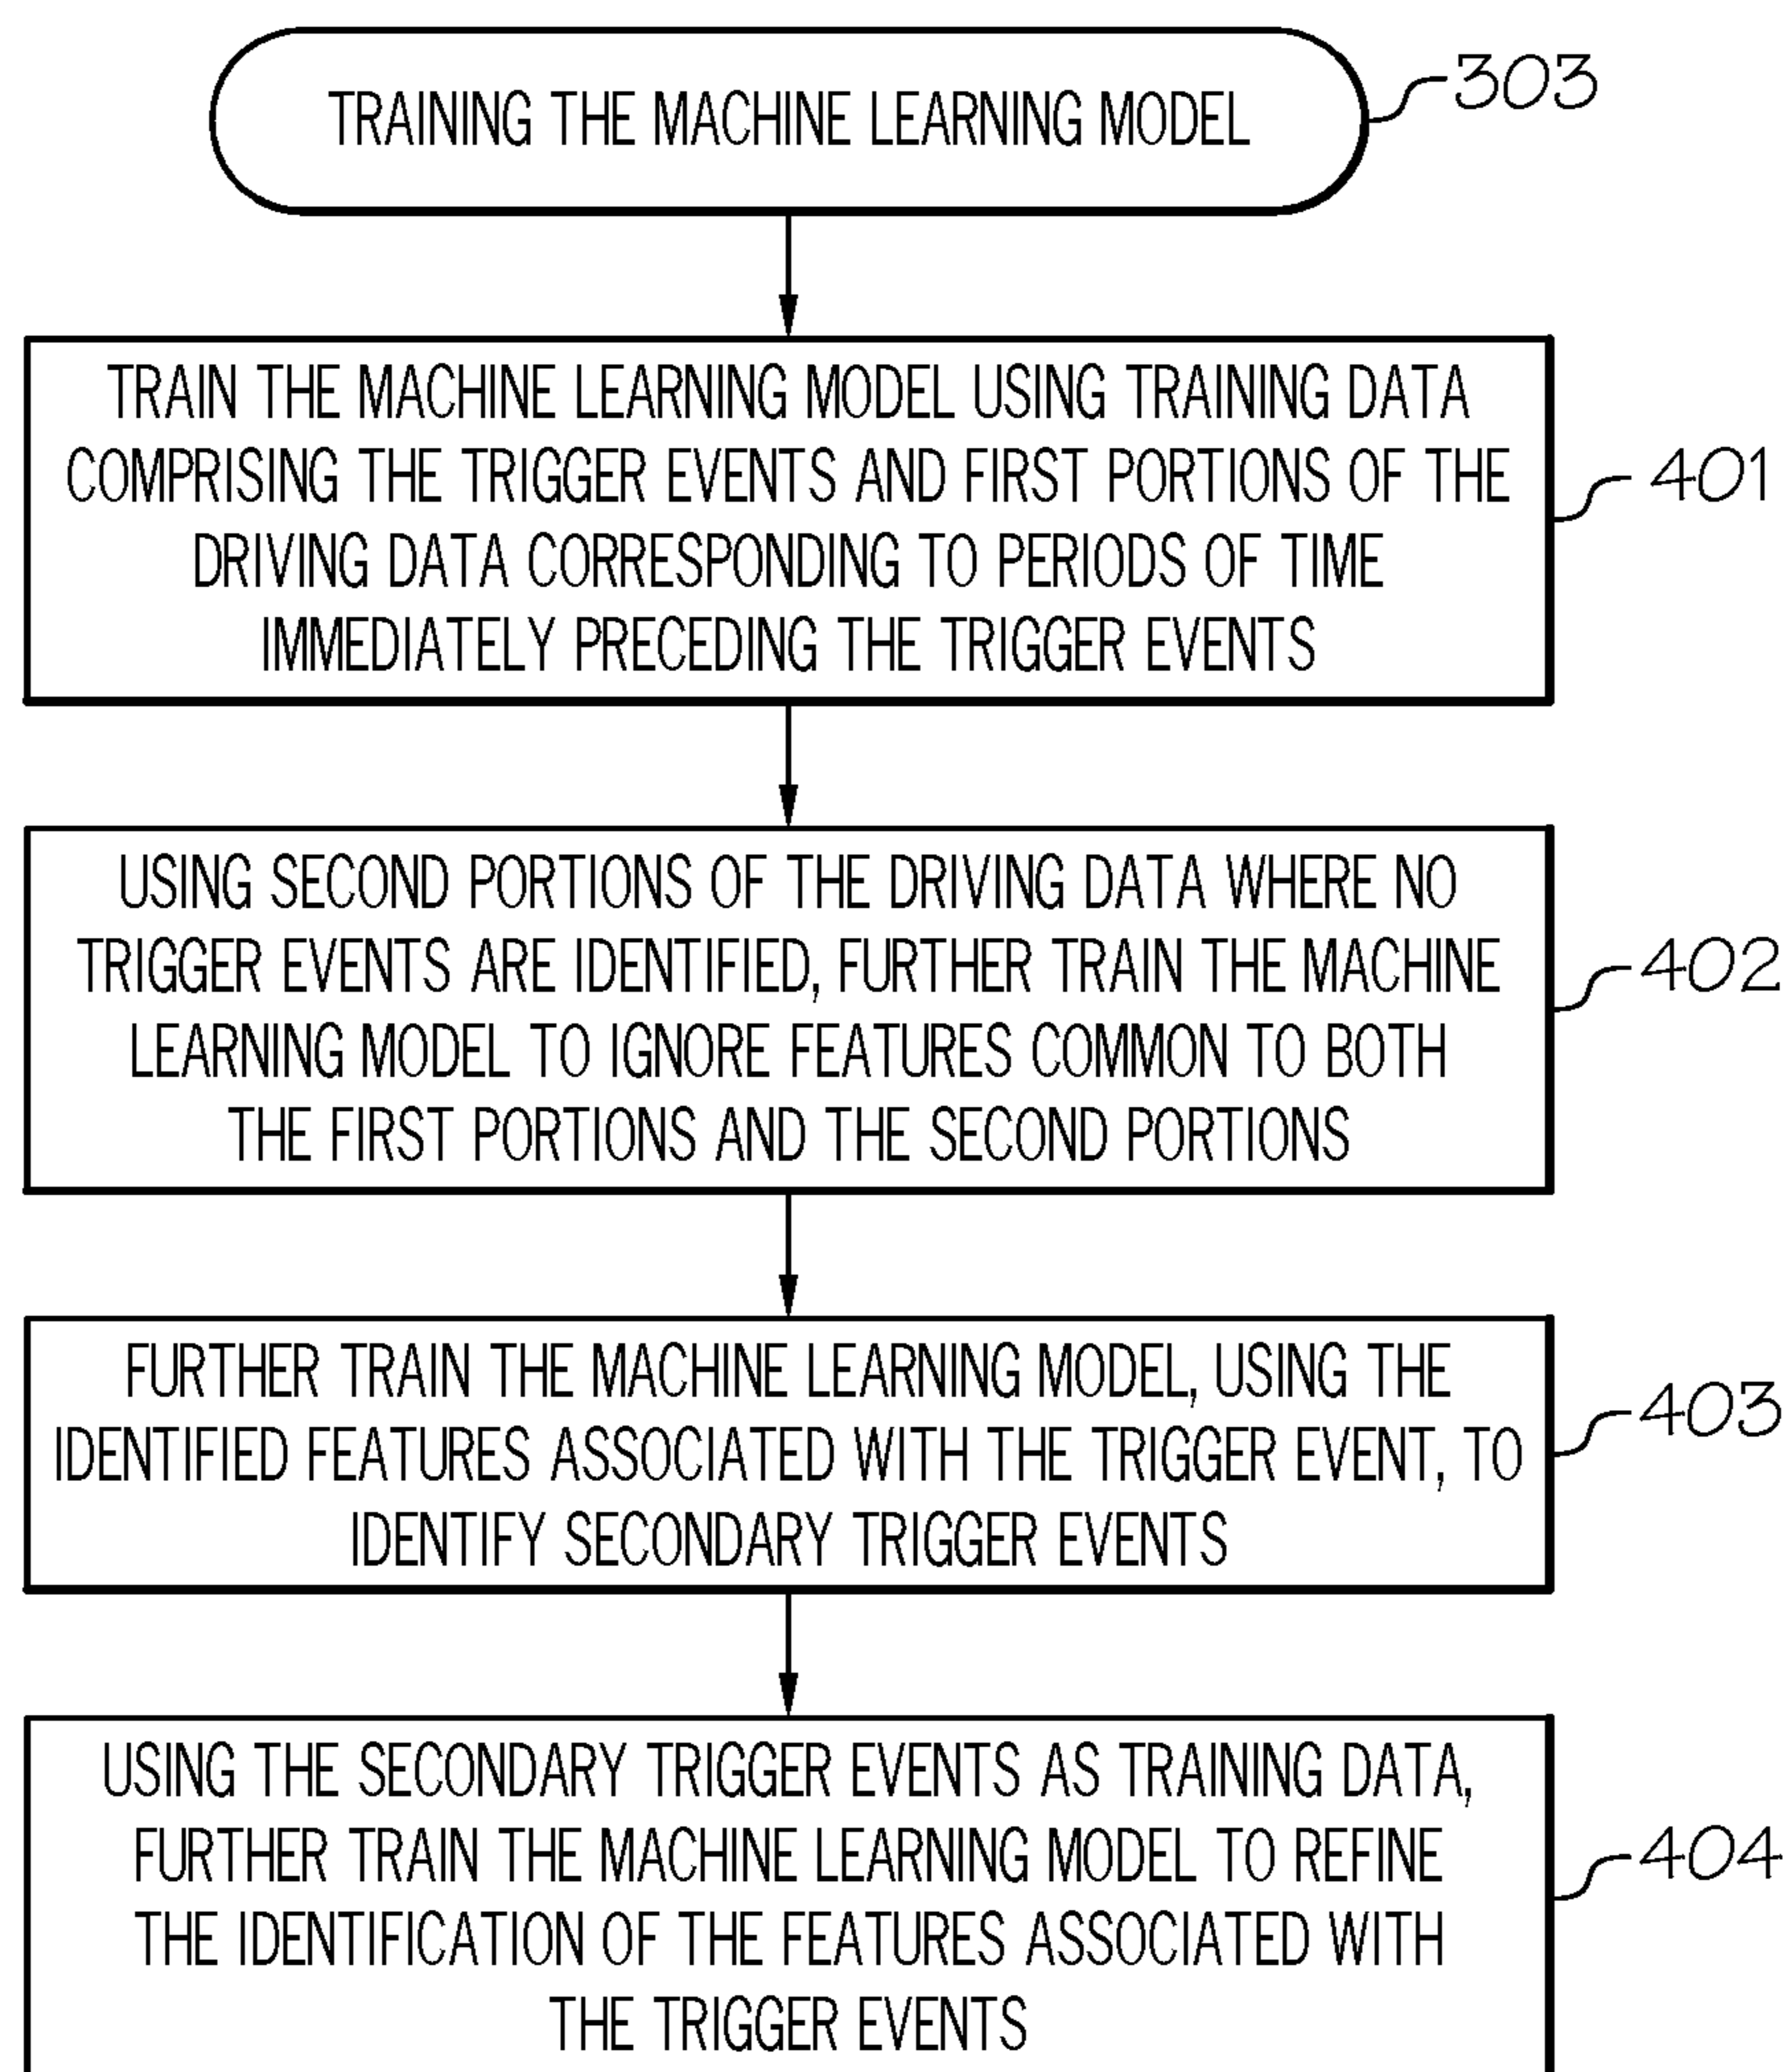 TRAINING THE MACHINE LEARNING MODEL
303
TRAIN THE MACHINE LEARNING MODEL USING TRAINING DATA
COMPRISING THE TRIGGER EVENTS AND FIRST PORTIONS OF THE
DRIVING DATA CORRESPONDING TO PERIODS OF TIME
IMMEDIATELY PRECEDING THE TRIGGER EVENTS
401
USING SECOND PORTIONS OF THE DRIVING DATA WHERE NO
TRIGGER EVENTS ARE IDENTIFIED, FURTHER TRAIN THE MACHINE
LEARNING MODEL TO IGNORE FEATURES COMMON TO BOTH
THE FIRST PORTIONS AND THE SECOND PORTIONS
402
FURTHER TRAIN THE MACHINE LEARNING MODEL, USING THE
IDENTIFIED FEATURES ASSOCIATED WITH THE TRIGGER EVENT, TO
IDENTIFY SECONDARY TRIGGER EVENTS
403
USING THE SECONDARY TRIGGER EVENTS AS TRAINING DATA,
FURTHER TRAIN THE MACHINE LEARNING MODEL TO REFINE
THE IDENTIFICATION OF THE FEATURES ASSOCIATED WITH
THE TRIGGER EVENTS
404